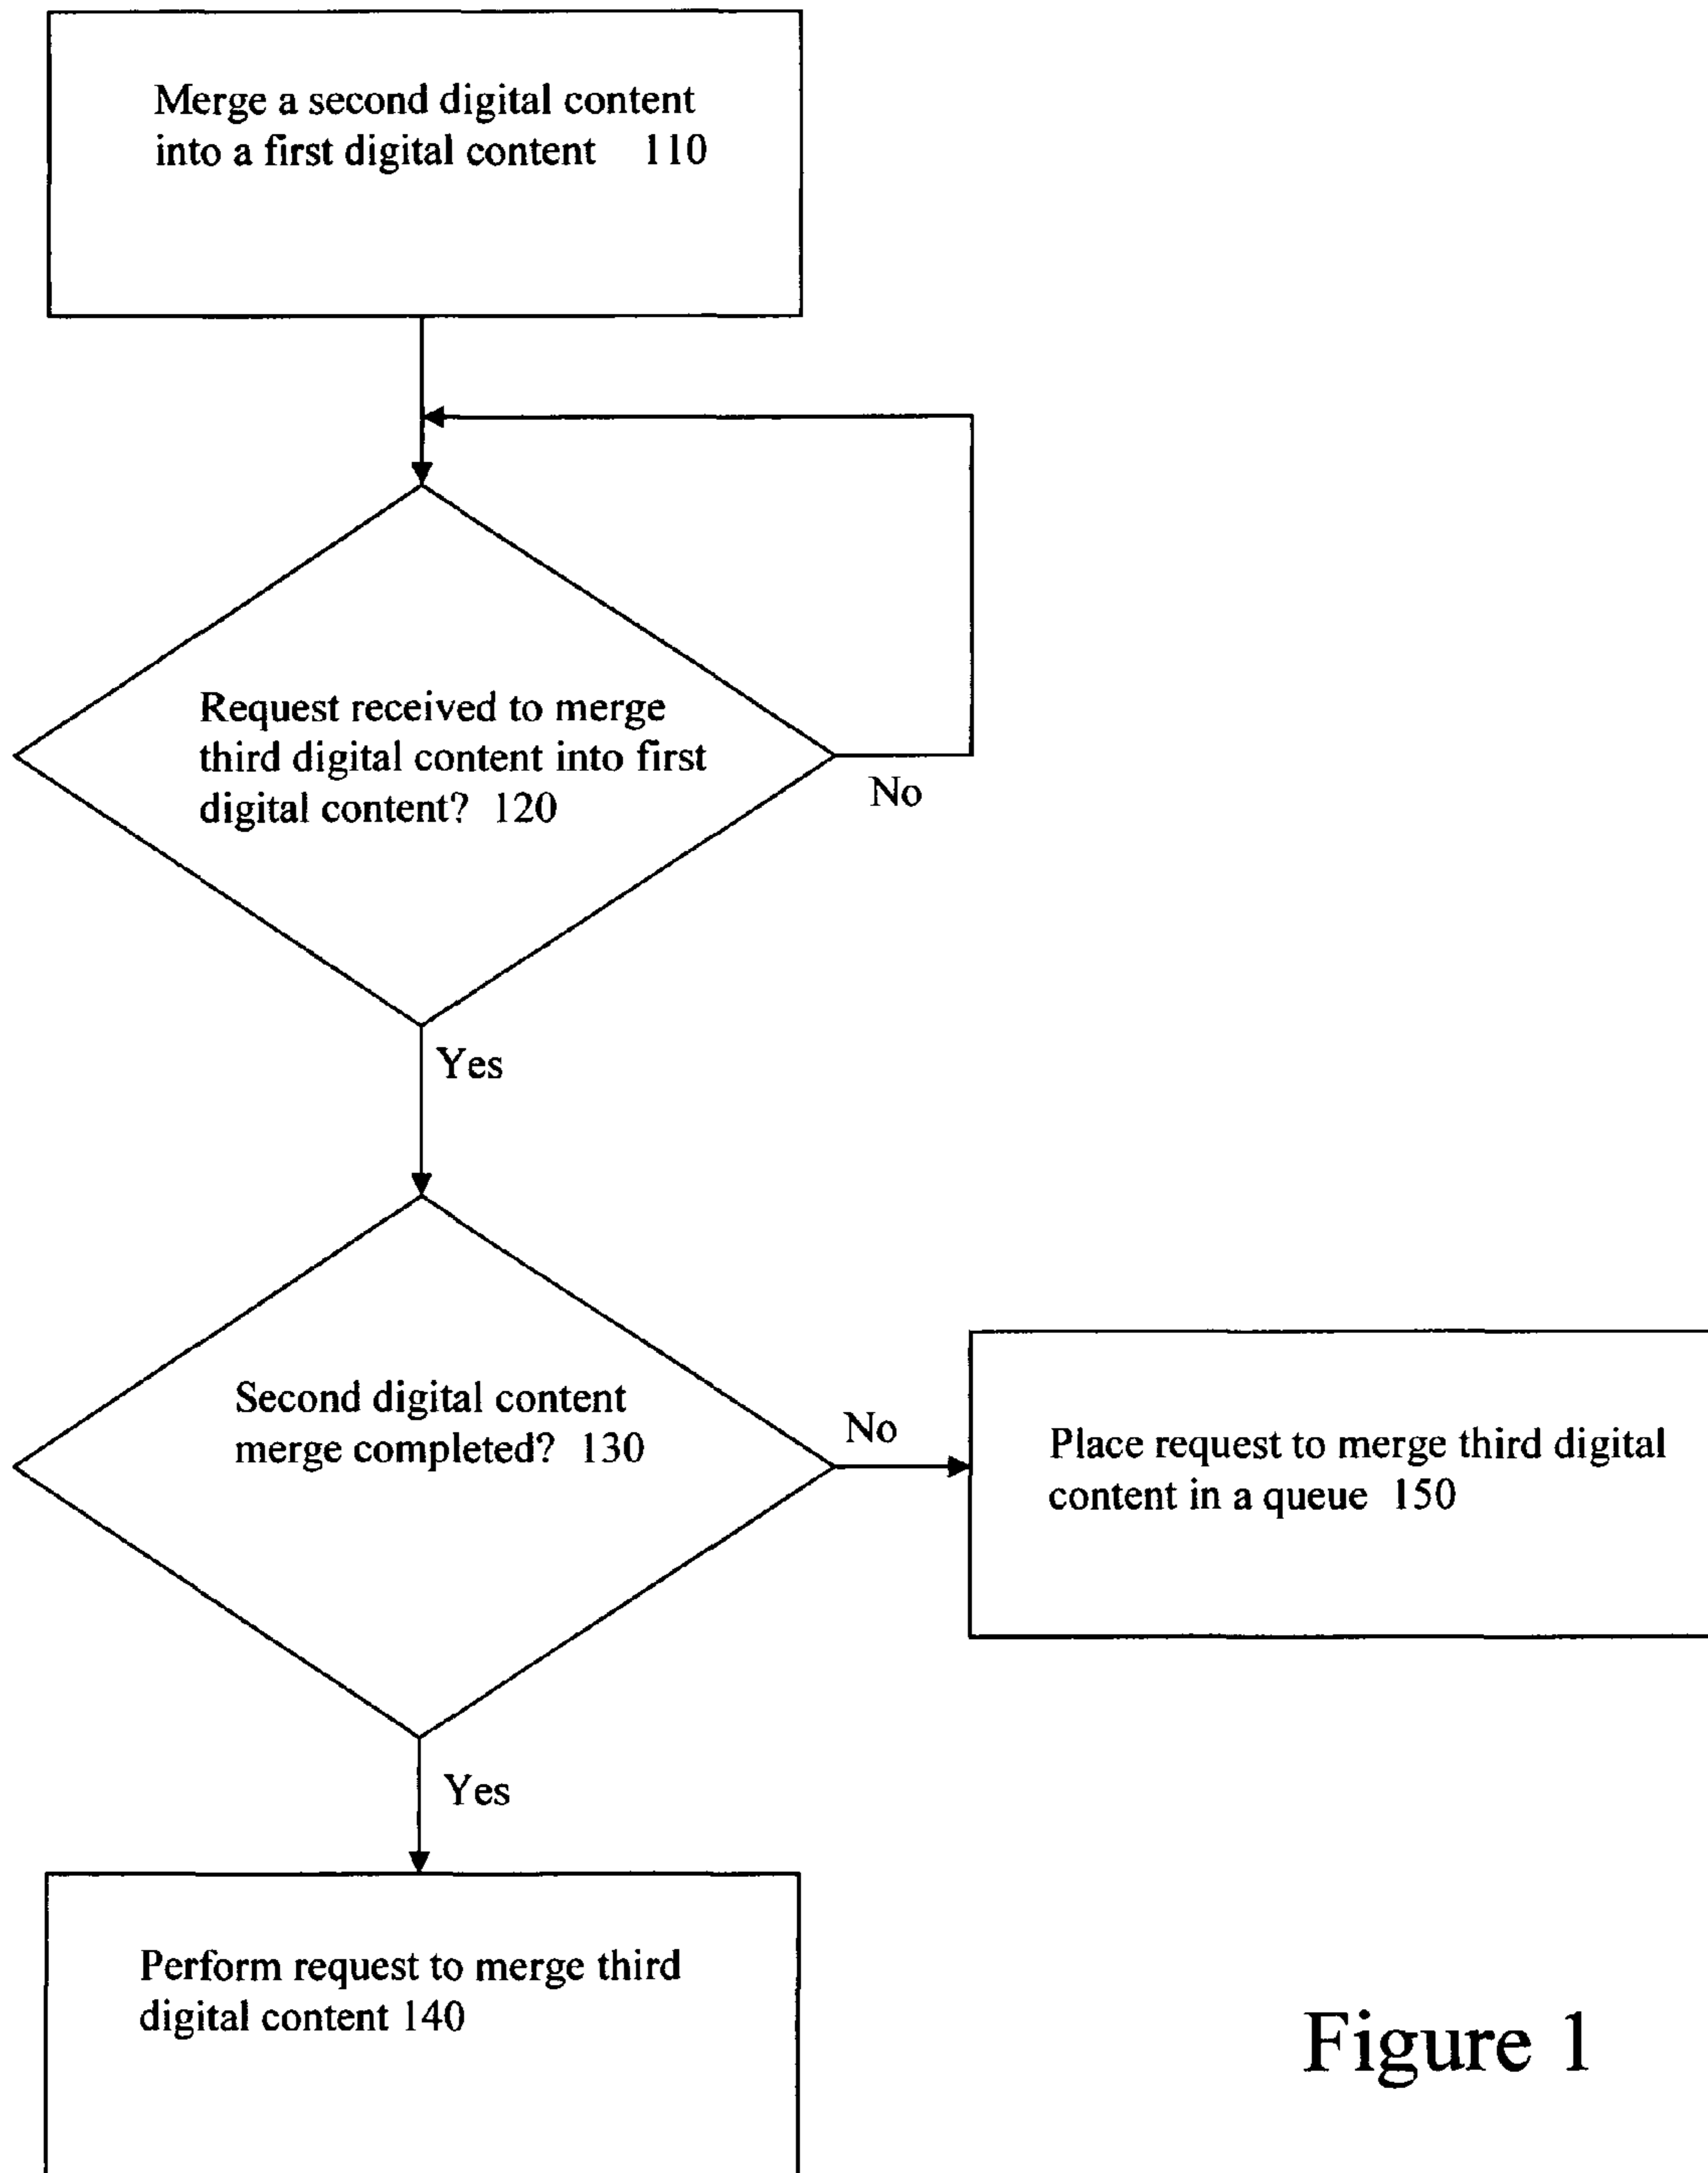 Merge a second digital content
into a first digital content 110
Request received to merge
third digital content into first
digital content? 120
No
Yes
Second digital content
merge completed? 130
No
Place request to merge third digital
content in a queue 150
Yes
Perform request to merge third
digital content 140
Figure 1